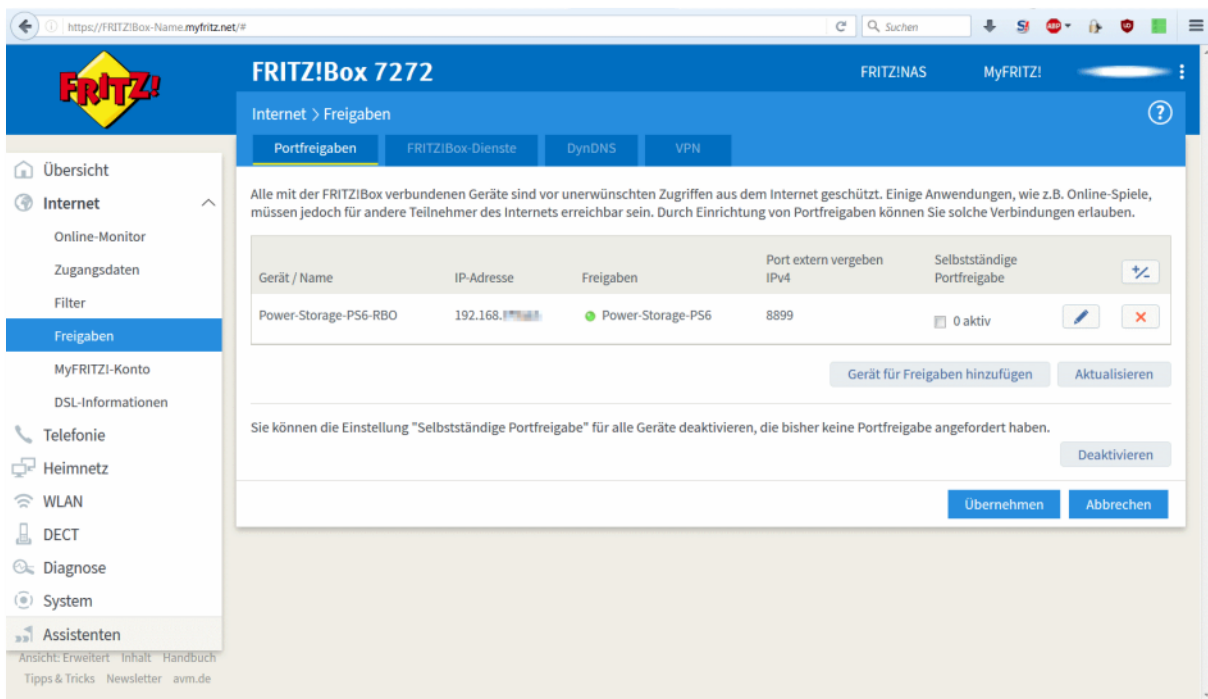 https://FRITZ!Box-Name.myfritz.net/#
Suchen
FRITZ!
FRITZ!Box 7272
FRITZ!NAS
MyFRITZ!
Internet > Freigaben
Portfreigaben
FRITZ!Box-Dienste
DynDNS
VPN
Übersicht
Internet
Online-Monitor
Zugangsdaten
Filter
Freigaben
MyFRITZ!-Konto
DSL-Informationen
Telefonie
Heimnetz
WLAN
DECT
Diagnose
System
Assistenten
Ansicht: Erweitert Inhalt Handbuch
Tipps & Tricks Newsletter avm.de
Alle mit der FRITZ!Box verbundenen Geräte sind vor unerwünschten Zugriffen aus dem Internet geschützt. Einige Anwendungen, wie z.B. Online-Spiele,
müssen jedoch für andere Teilnehmer des Internets erreichbar sein. Durch Einrichtung von Portfreigaben können Sie solche Verbindungen erlauben.
Gerät / Name
IP-Adresse
Freigaben
Port extern vergeben
IPv4
Selbstständige
Portfreigabe
Power-Storage-PS6-RBO
192.168.
Power-Storage-PS6
8899
0 aktiv
Gerät für Freigaben hinzufügen
Aktualisieren
Sie können die Einstellung "Selbstständige Portfreigabe" für alle Geräte deaktivieren, die bisher keine Portfreigabe angefordert haben.
Deaktivieren
Übernehmen
Abbrechen